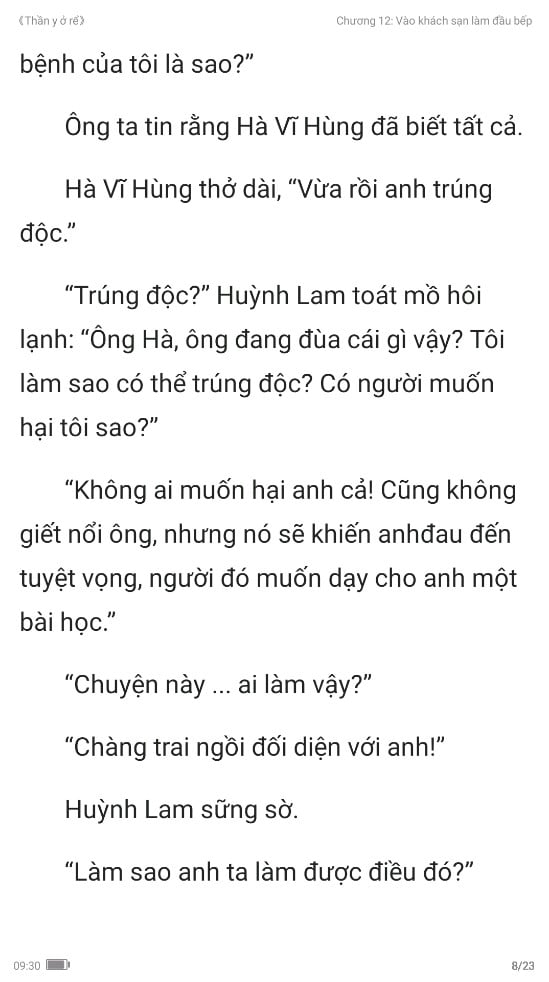 《Thần y ở rể》
Chương 12: Vào khách sạn làm đầu bếp
bệnh của tôi là sao?”
Ông ta tin rằng Hà Vĩ Hùng đã biết tất cả.
Hà Vĩ Hùng thở dài, “Vừa rồi anh trúng
độc.”
“Trúng độc?” Huỳnh Lam toát mồ hôi
lạnh: “Ông Hà, ông đang đùa cái gì vậy? Tôi
làm sao có thể trúng độc? Có người muốn
hại tôi sao?”
“Không ai muốn hại anh cả! Cũng không
giết nổi ông, nhưng nó sẽ khiến anhđau đến
tuyệt vọng, người đó muốn dạy cho anh một
bài học.”
“Chuyện này ... ai làm vậy?”
“Chàng trai ngồi đối diện với anh!”
Huỳnh Lam sững sờ.
“Làm sao anh ta làm được điều đó?”
09:30
8/23